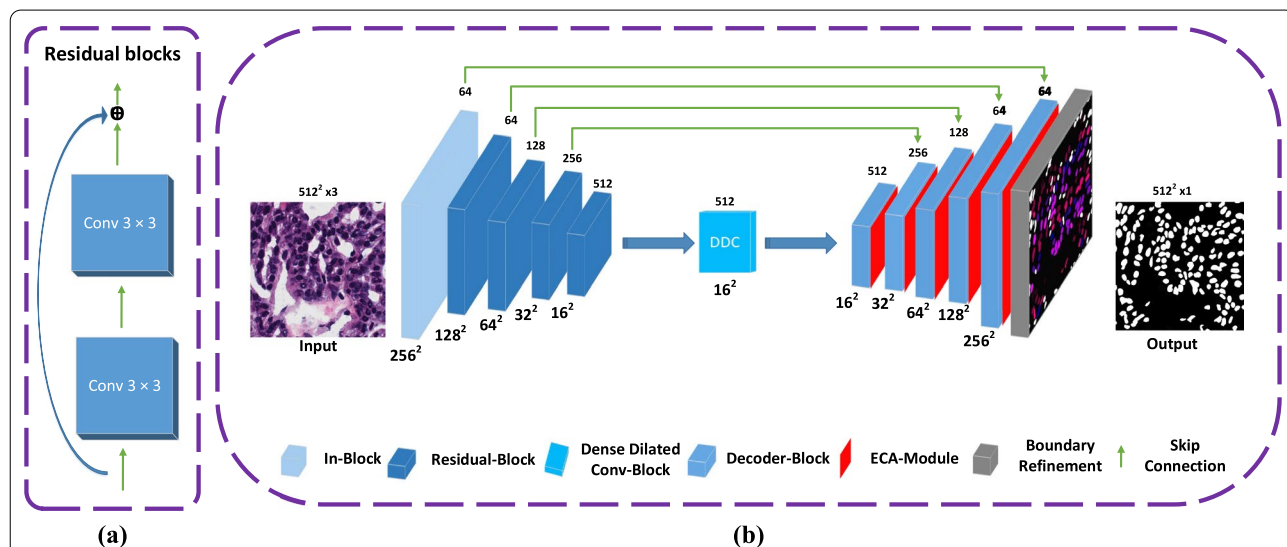 Residual blocks
⊕
Conv 3 × 3
Conv 3 × 3
(a)
64
64
64
64
128
128
256
256
512
512
512² x3
Input
256²
128²
64²
32²
16²
512
DDC
16²
16²
32²
64²
128²
256²
512² x1
Output
In-Block
Residual-Block
Dense Dilated
Conv-Block
Decoder-Block
ECA-Module
Boundary
Refinement
Skip
Connection
(b)